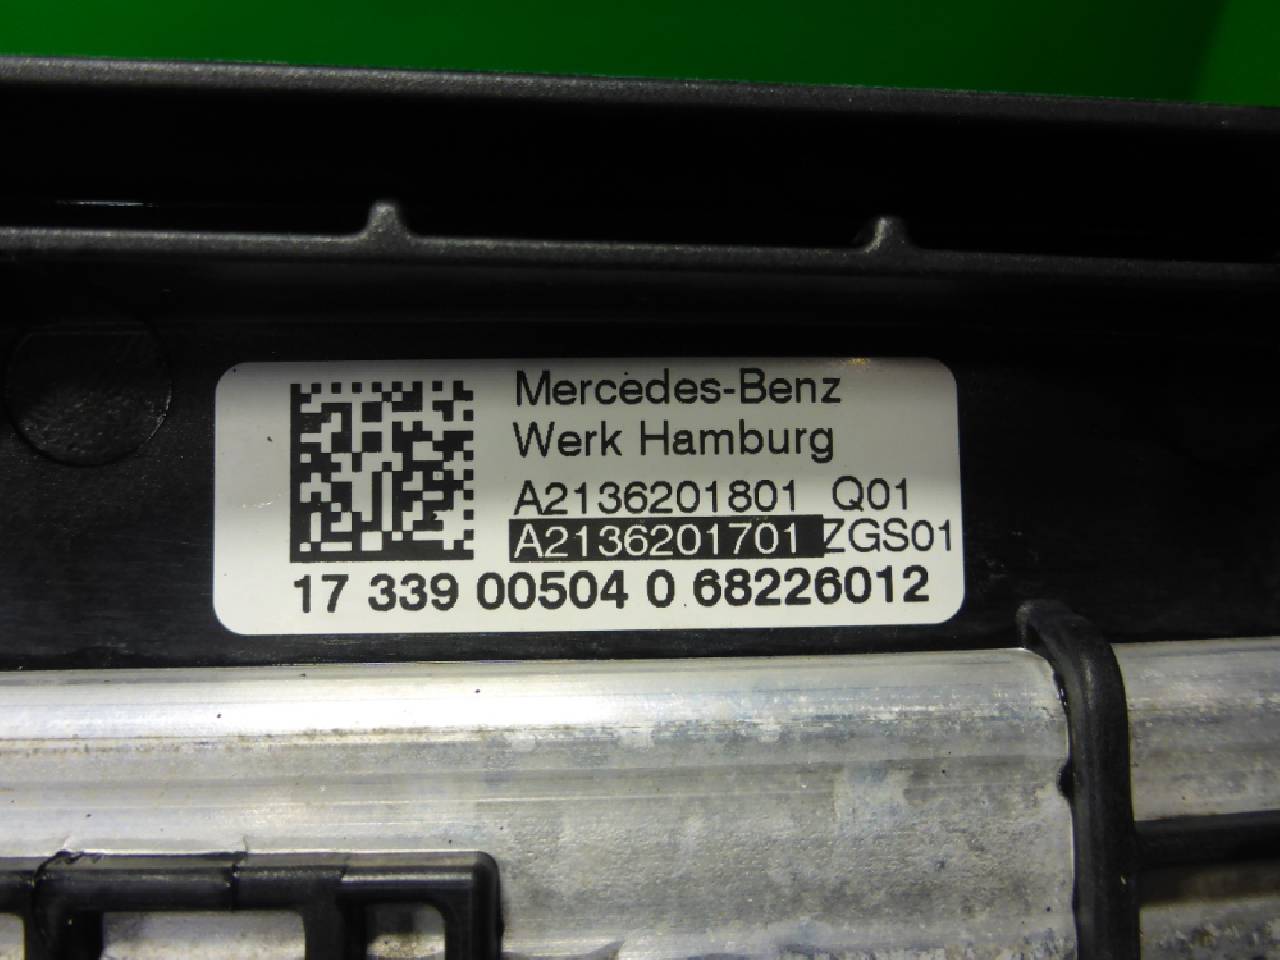 Mercedes-Benz
Werk Hamburg
A2136201801 Q01
A2136201701 ZGS01
17 339 00504 0 68226012